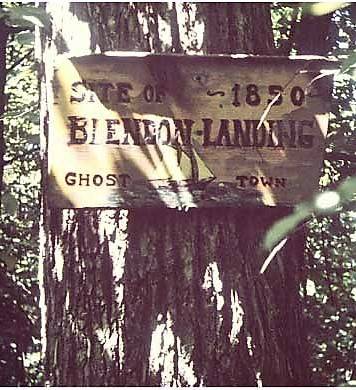 SITE OF ~1850~
BLENDON-LANDING
GHOST TOWN